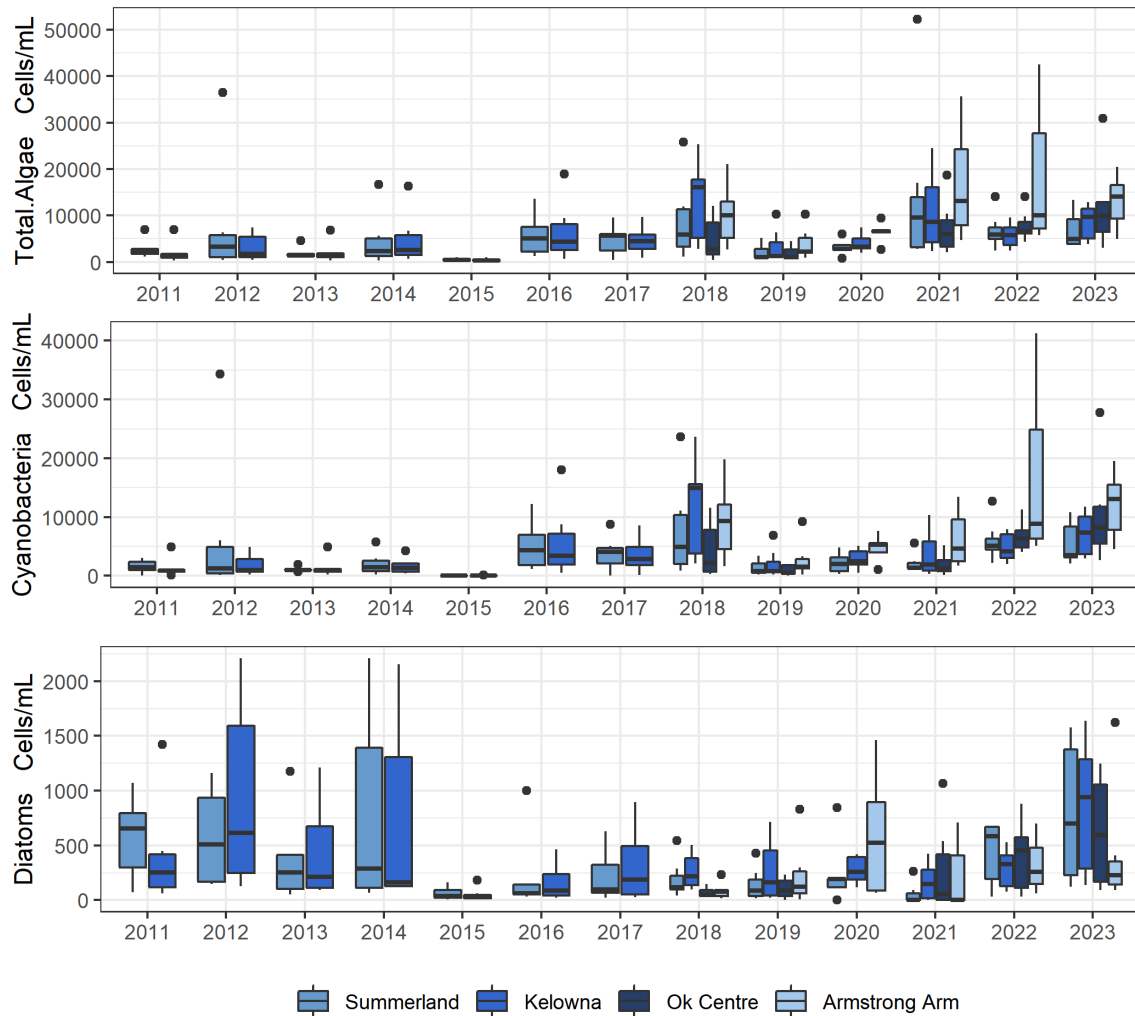 Total.Algae Cells/mL
50000
40000
30000
20000
10000
0
2011 2012 2013 2014 2015 2016 2017 2018 2019 2020 2021 2022 2023
Cyanobacteria Cells/mL
40000
30000
20000
10000
0
2011 2012 2013 2014 2015 2016 2017 2018 2019 2020 2021 2022 2023
Diatoms Cells/mL
2000
1500
1000
500
0
2011 2012 2013 2014 2015 2016 2017 2018 2019 2020 2021 2022 2023
Summerland Kelowna Ok Centre Armstrong Arm